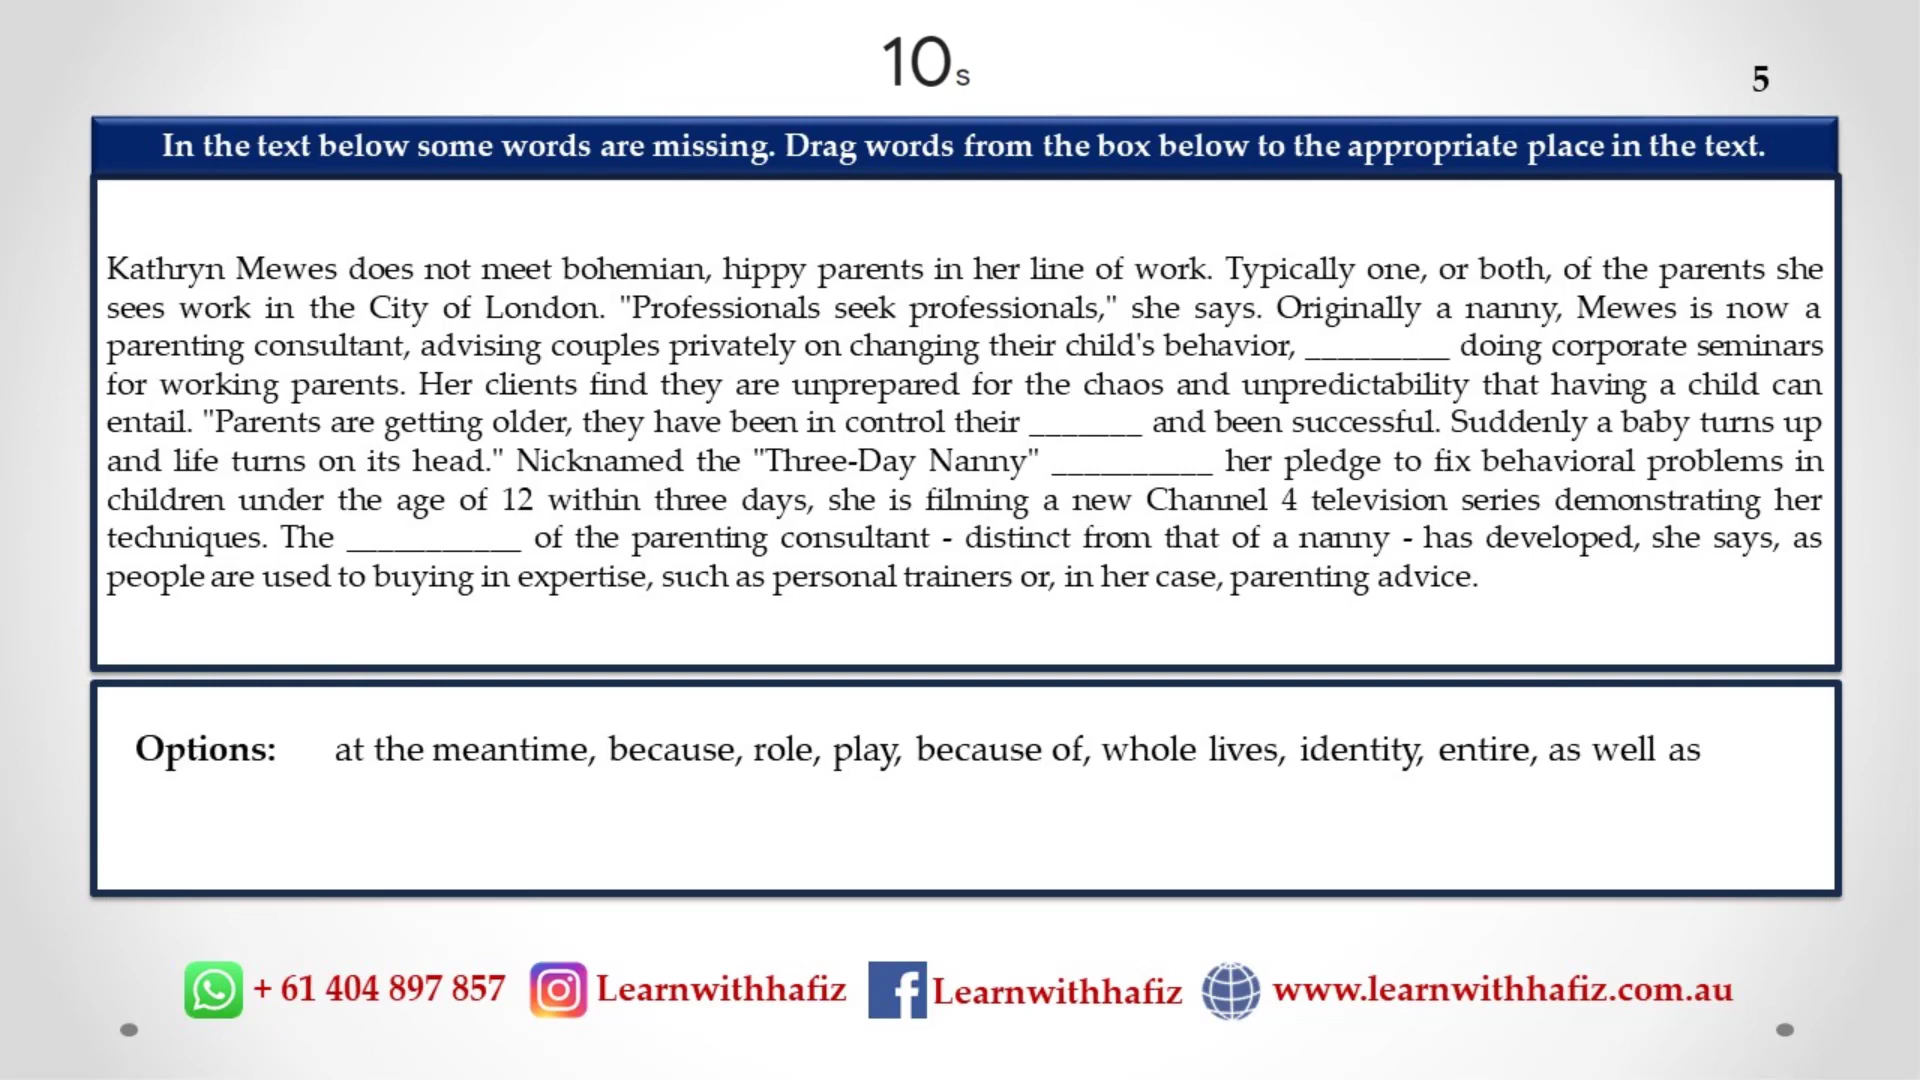 10s
5
In the text below some words are missing. Drag words from the box below to the appropriate place in the text.
Kathryn Mewes does not meet bohemian, hippy parents in her line of work. Typically one, or both, of the parents she
sees work in the City of London. "Professionals seek professionals," she says. Originally a nanny, Mewes is now a
parenting consultant, advising couples privately on changing their child's behavior, _________ doing corporate seminars
for working parents. Her clients find they are unprepared for the chaos and unpredictability that having a child can
entail. "Parents are getting older, they have been in control their _______ and been successful. Suddenly a baby turns up
and life turns on its head." Nicknamed the "Three-Day Nanny" __________ her pledge to fix behavioral problems in
children under the age of 12 within three days, she is filming a new Channel 4 television series demonstrating her
techniques. The ___________ of the parenting consultant - distinct from that of a nanny - has developed, she says, as
people are used to buying in expertise, such as personal trainers or, in her case, parenting advice.
Options: at the meantime, because, role, play, because of, whole lives, identity, entire, as well as
+ 61 404 897 857 Learnwithhafiz Learnwithhafiz www.learnwithhafiz.com.au